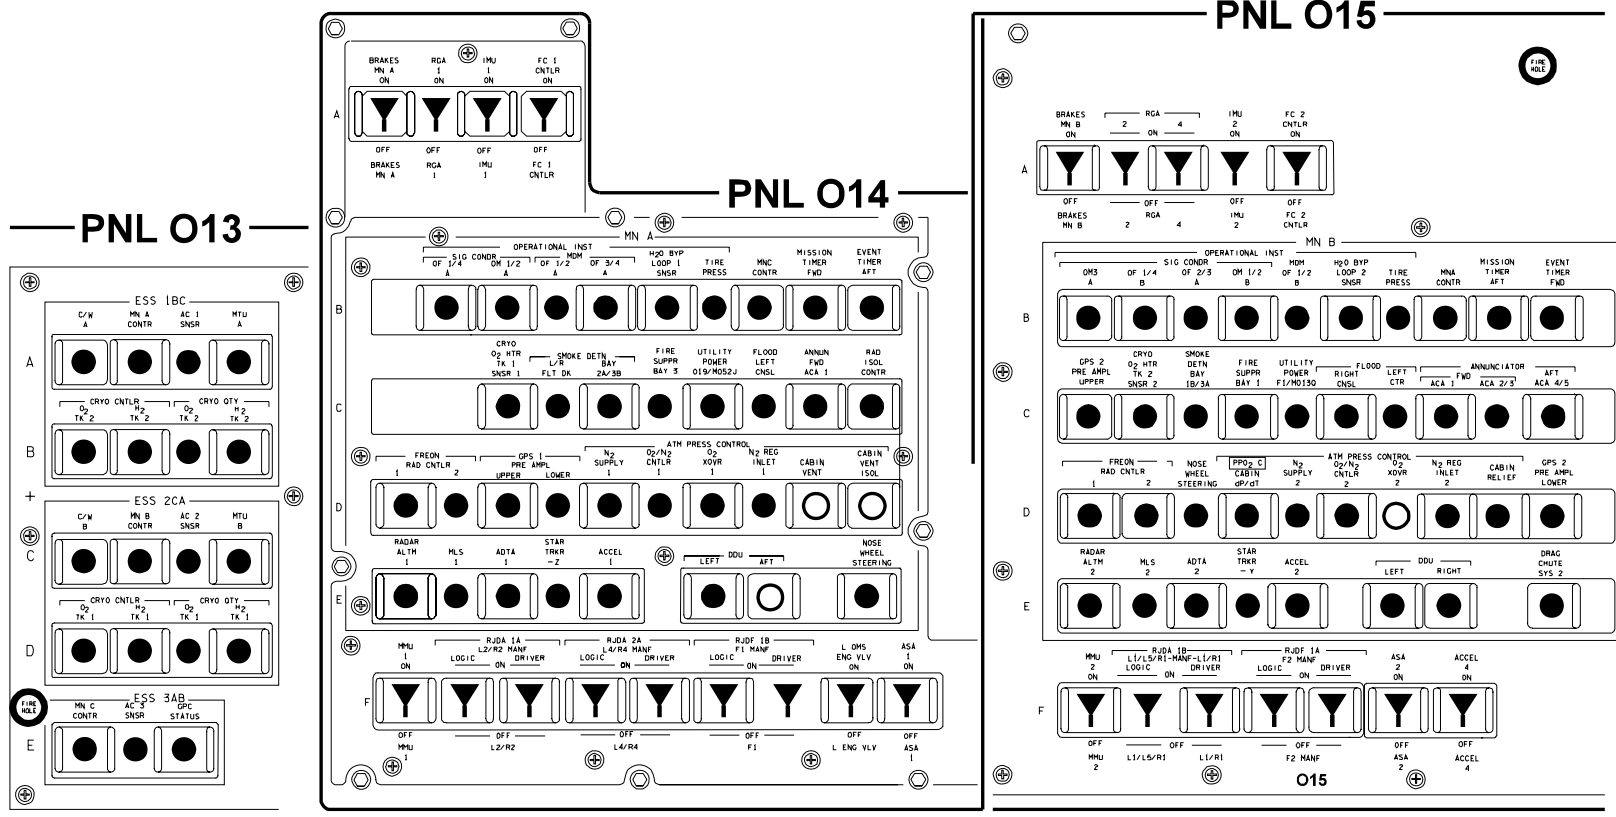 PNL O13
ESS 1BC
C/W A
MN A CONTR
AC 1 SNSR
MTU A
A
CRYO CNTLR
CRYO QTY
O2 TK 2
H2 TK 2
O2 TK 2
H2 TK 2
B
+
ESS 2CA
C/W B
MN B CONTR
AC 2 SNSR
MTU B
C
CRYO CNTLR
CRYO QTY
O2 TK 1
H2 TK 1
O2 TK 1
H2 TK 1
D
FIRE HOLE
ESS 3AB
MN C CONTR
AC 3 SNSR
GPC STATUS
E
PNL O14
BRAKES MN A ON
RGA 1 ON
IMU 1 ON
FC 1 CNTLR ON
A
OFF OFF OFF OFF
BRAKES MN A
RGA 1
IMU 1
FC 1 CNTLR
MN A
OPERATIONAL INST
SIG CONDR
MDM
OF 1/4 A
OM 1/2 A
OF 1/2 A
OF 3/4 A
H2O BYP LOOP 1 SNSR
TIRE PRESS
MNC CONTR
MISSION TIMER FWD
EVENT TIMER AFT
B
CRYO O2 HTR TK 1 SNSR 1
SMOKE DETN
L/R FLT DK
BAY 2A/3B
FIRE SUPPR BAY 3
UTILITY POWER O19/MO52J
FLOOD LEFT CNSL
ANNUN FWD ACA 1
RAD ISOL CONTR
C
FREON RAD CNTLR
1 2
GPS 1 PRE AMPL
UPPER LOWER
ATM PRESS CONTROL
N2 SUPPLY 1
O2/N2 CNTLR 1
O2 XOVR 1
N2 REG INLET 1
CABIN VENT
CABIN VENT ISOL
D
RADAR ALTM 1
MLS 1
ADTA 1
STAR TRKR -Z
ACCEL 1
DDU
LEFT AFT
NOSE WHEEL STEERING
E
MMU 1 ON
RJDA 1A L2/R2 MANF
LOGIC ON DRIVER
RJDA 2A L4/R4 MANF
LOGIC ON DRIVER
RJDF 1B F1 MANF
LOGIC ON DRIVER
L OMS ENG VLV ON
ASA 1 ON
F
OFF OFF OFF OFF OFF OFF
MMU 1
L2/R2
L4/R4
F1
L ENG VLV
ASA 1
PNL O15
FIRE HOLE
BRAKES MN B ON
RGA
2 ON 4
IMU 2 ON
FC 2 CNTLR ON
A
OFF OFF OFF OFF
BRAKES MN B
2 RGA 4
IMU 2
FC 2 CNTLR
MN B
OPERATIONAL INST
SIG CONDR
OM3 A
OF 1/4 B
OF 2/3 A
OM 1/2 B
MDM OF 1/2 B
H2O BYP LOOP 2 SNSR
TIRE PRESS
MNA CONTR
MISSION TIMER AFT
EVENT TIMER FWD
B
GPS 2 PRE AMPL UPPER
CRYO O2 HTR TK 2 SNSR 2
SMOKE DETN BAY 1B/3A
FIRE SUPPR BAY 1
UTILITY POWER F1/MO13Q
FLOOD
RIGHT CNSL
LEFT CTR
ANNUNCIATOR
FWD
ACA 1
ACA 2/3
AFT ACA 4/5
C
FREON RAD CNTLR
1 2
NOSE WHEEL STEERING
ATM PRESS CONTROL
PPO2 C
CABIN dP/dT
N2 SUPPLY 2
O2/N2 CNTLR 2
O2 XOVR 2
N2 REG INLET 2
CABIN RELIEF
GPS 2 PRE AMPL LOWER
D
RADAR ALTM 2
MLS 2
ADTA 2
STAR TRKR -Y
ACCEL 2
DDU
LEFT RIGHT
DRAG CHUTE SYS 2
E
MMU 2 ON
RJDA 1B
L1/L5/R1-MANF-L1/R1
LOGIC ON DRIVER
RJDF 1A F2 MANF
LOGIC ON DRIVER
ASA 2 ON
ACCEL 4 ON
F
OFF OFF OFF OFF OFF
MMU 2
L1/L5/R1
L1/R1
F2 MANF
ASA 2
ACCEL 4
O15